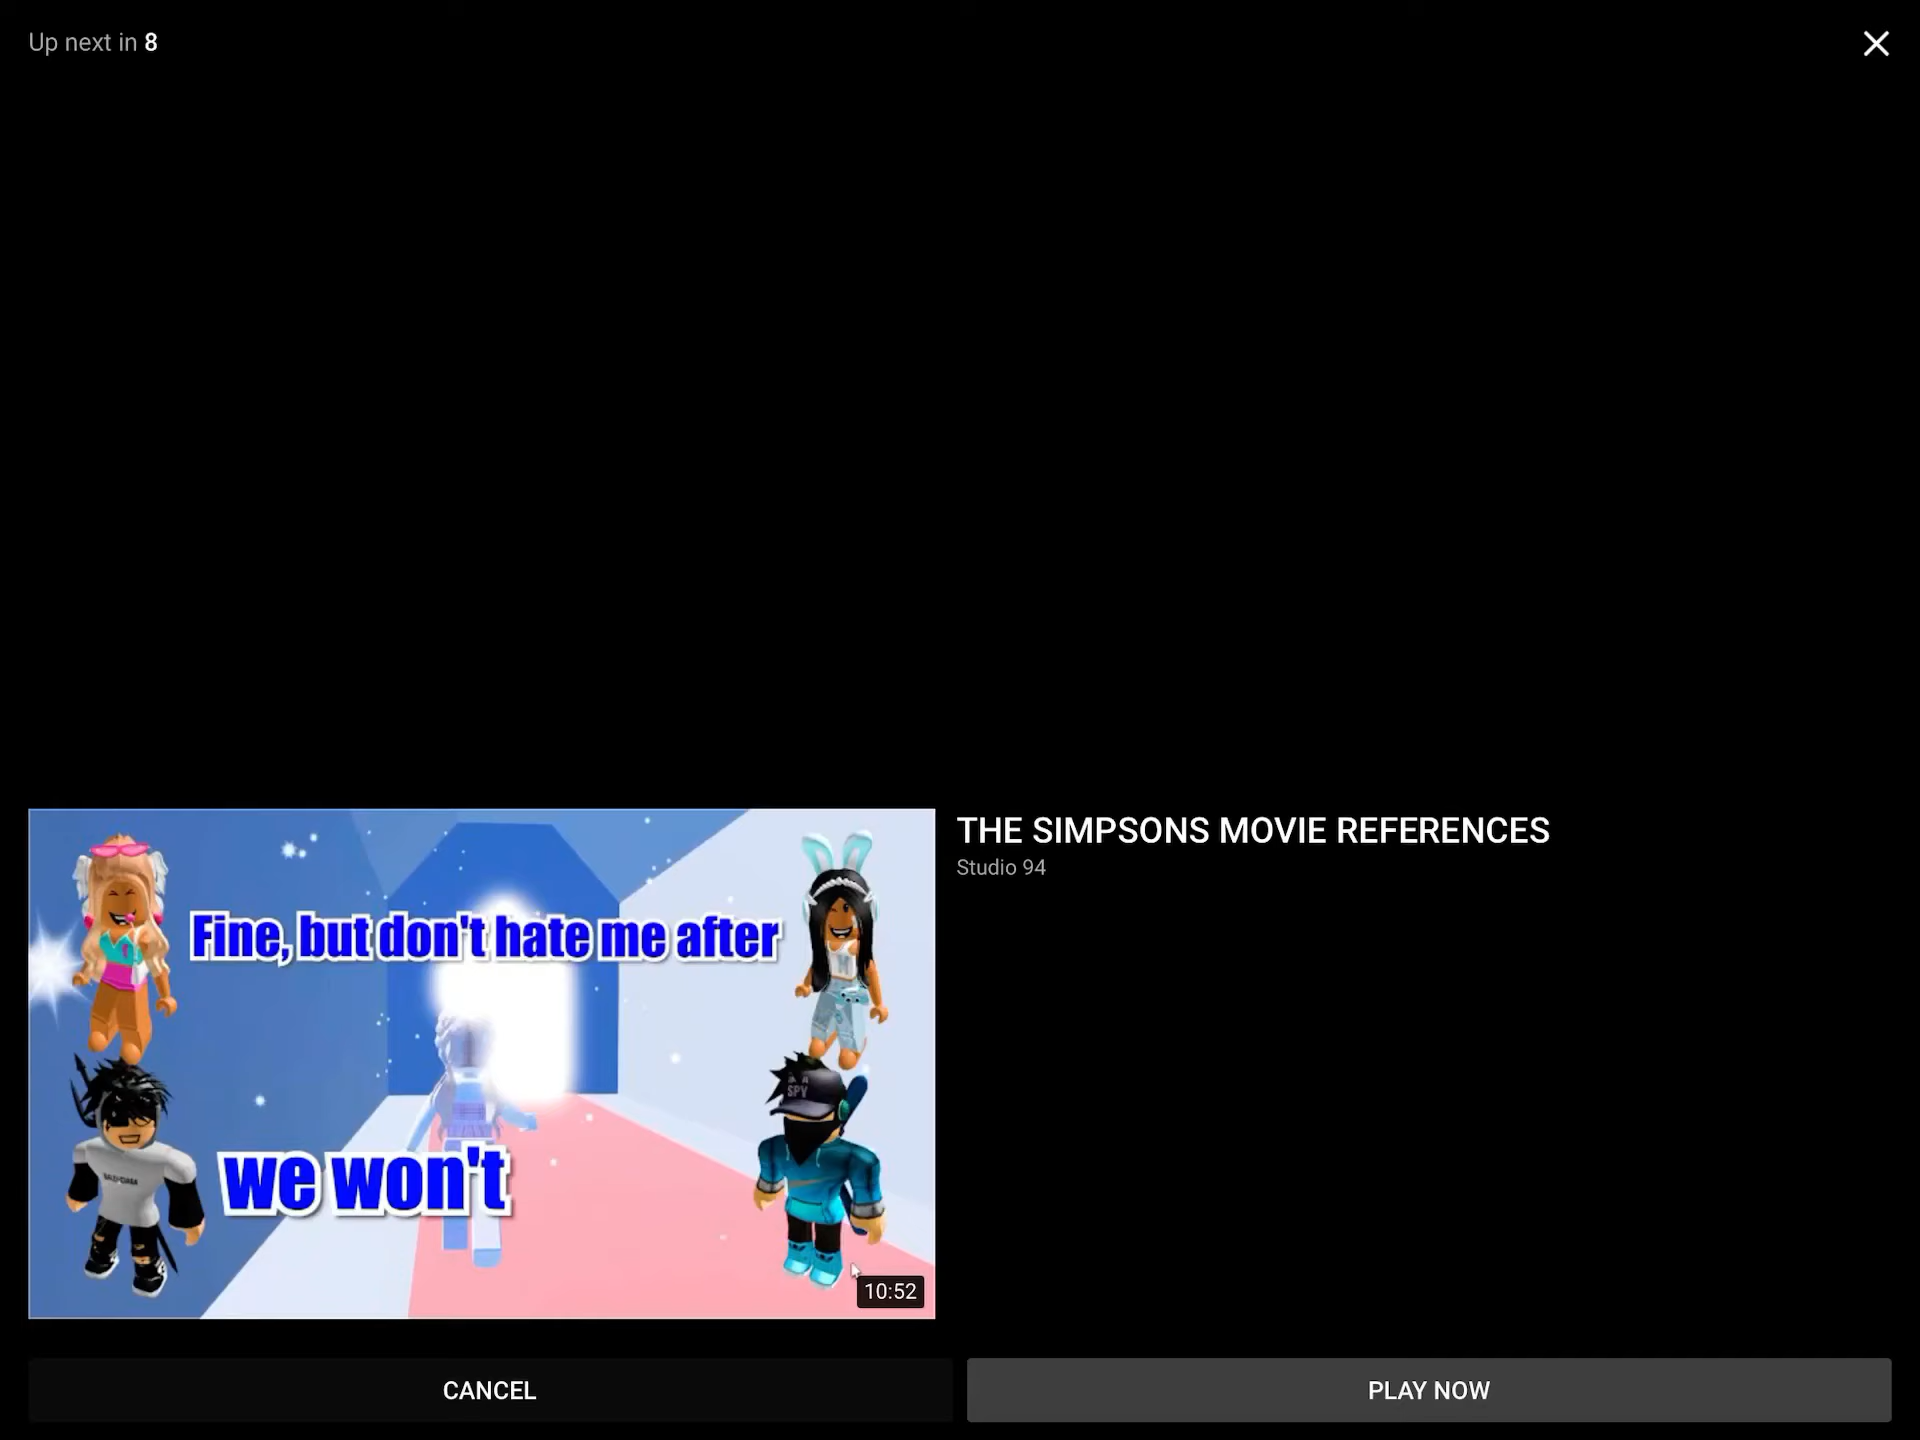 Up next in 8
THE SIMPSONS MOVIE REFERENCES
Studio 94
Fine, but don't hate me after
SPY
we won't
10:52
CANCEL
PLAY NOW